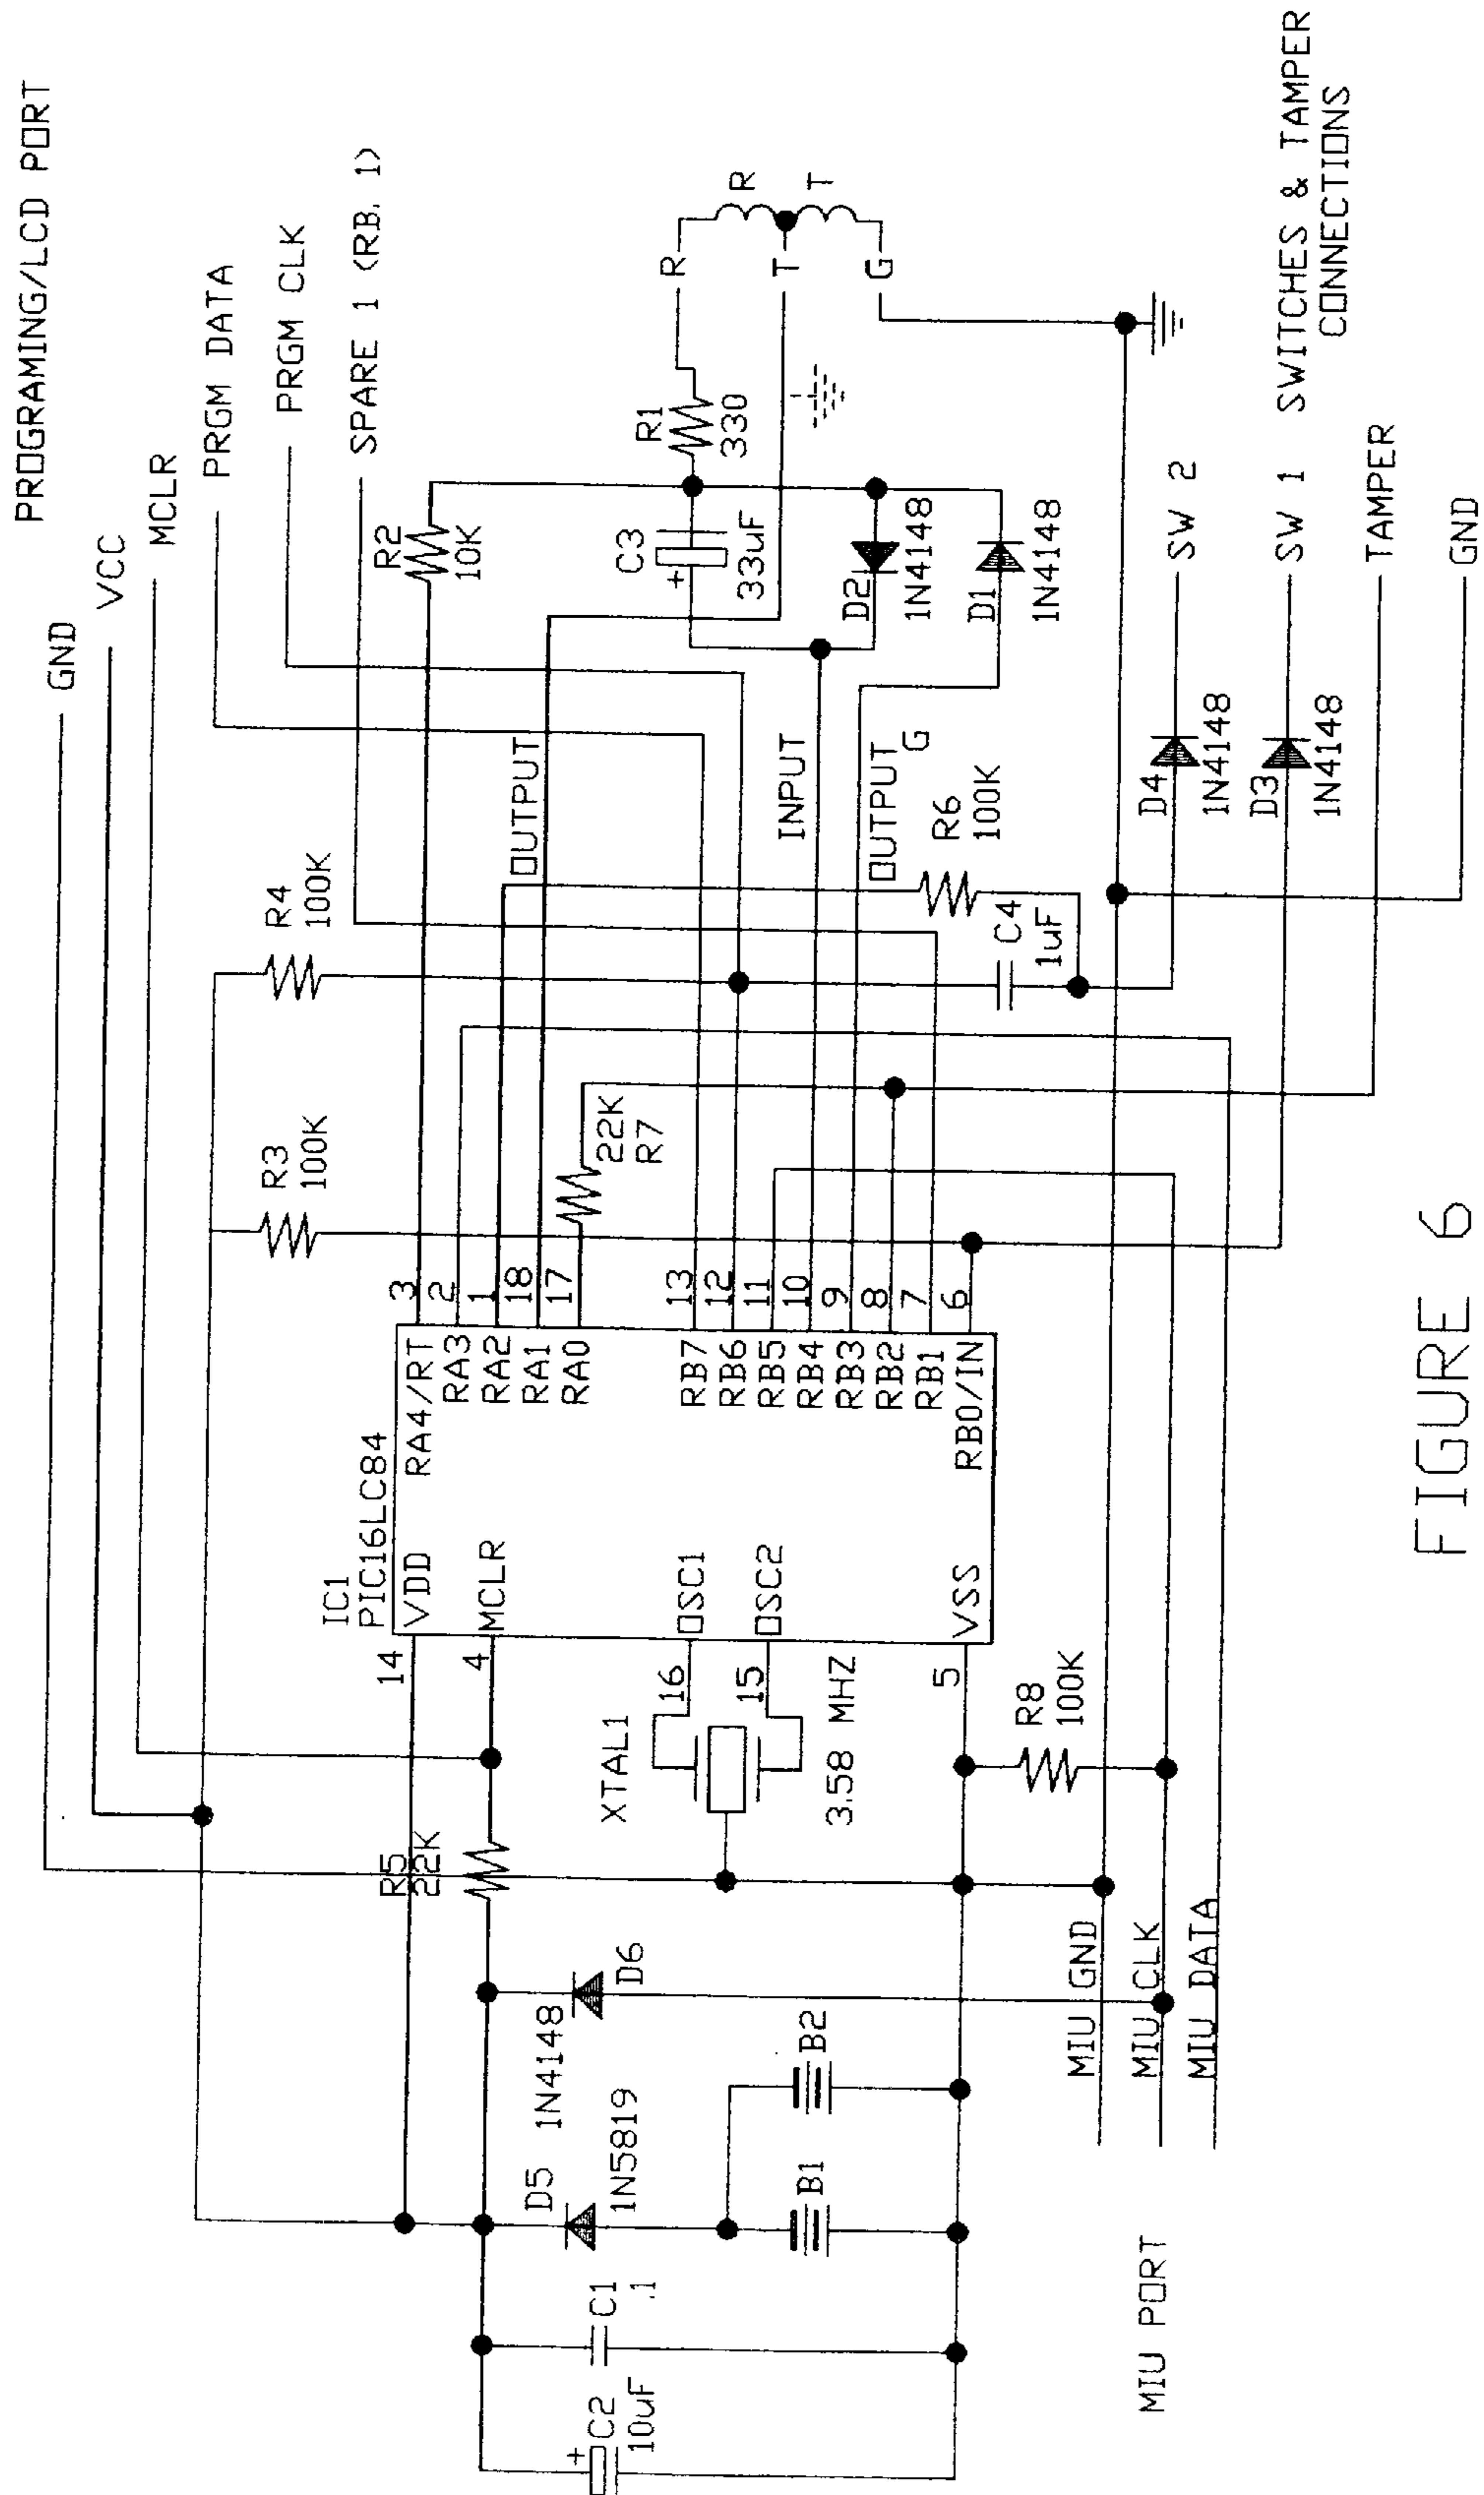 PROGRAMING/LCD PORT
GND
VCC
MCLR
PRGM DATA
PRGM CLK
SPARE 1 (RB. 1)
R4
100K
R3
100K
R2
10K
IC1
PIC16LC84
VDD
MCLR
OSC1
OSC2
VSS
RA4/RT
RA3
RA2
RA1
RA0
RB7
RB6
RB5
RB4
RB3
RB2
RB1
RB0/IN
14
4
16
15
5
3
2
1
18
17
13
12
11
10
9
8
7
6
22K
R7
OUTPUT
INPUT
OUTPUT
G
R6
100K
C4
1uF
C3
+
33uF
R1
330
R
T
G
R
T
D2
1N4148
D1
1N4148
D4
1N4148
D3
1N4148
SW 2
SW 1
SWITCHES & TAMPER
CONNECTIONS
TAMPER
GND
R5
22K
XTAL1
3.58 MHZ
R8
100K
D6
1N4148
D5
1N5819
B2
B1
C1
.1
C2
+
10uF
MIU GND
MIU CLK
MIU DATA
MIU PORT
FIGURE 6